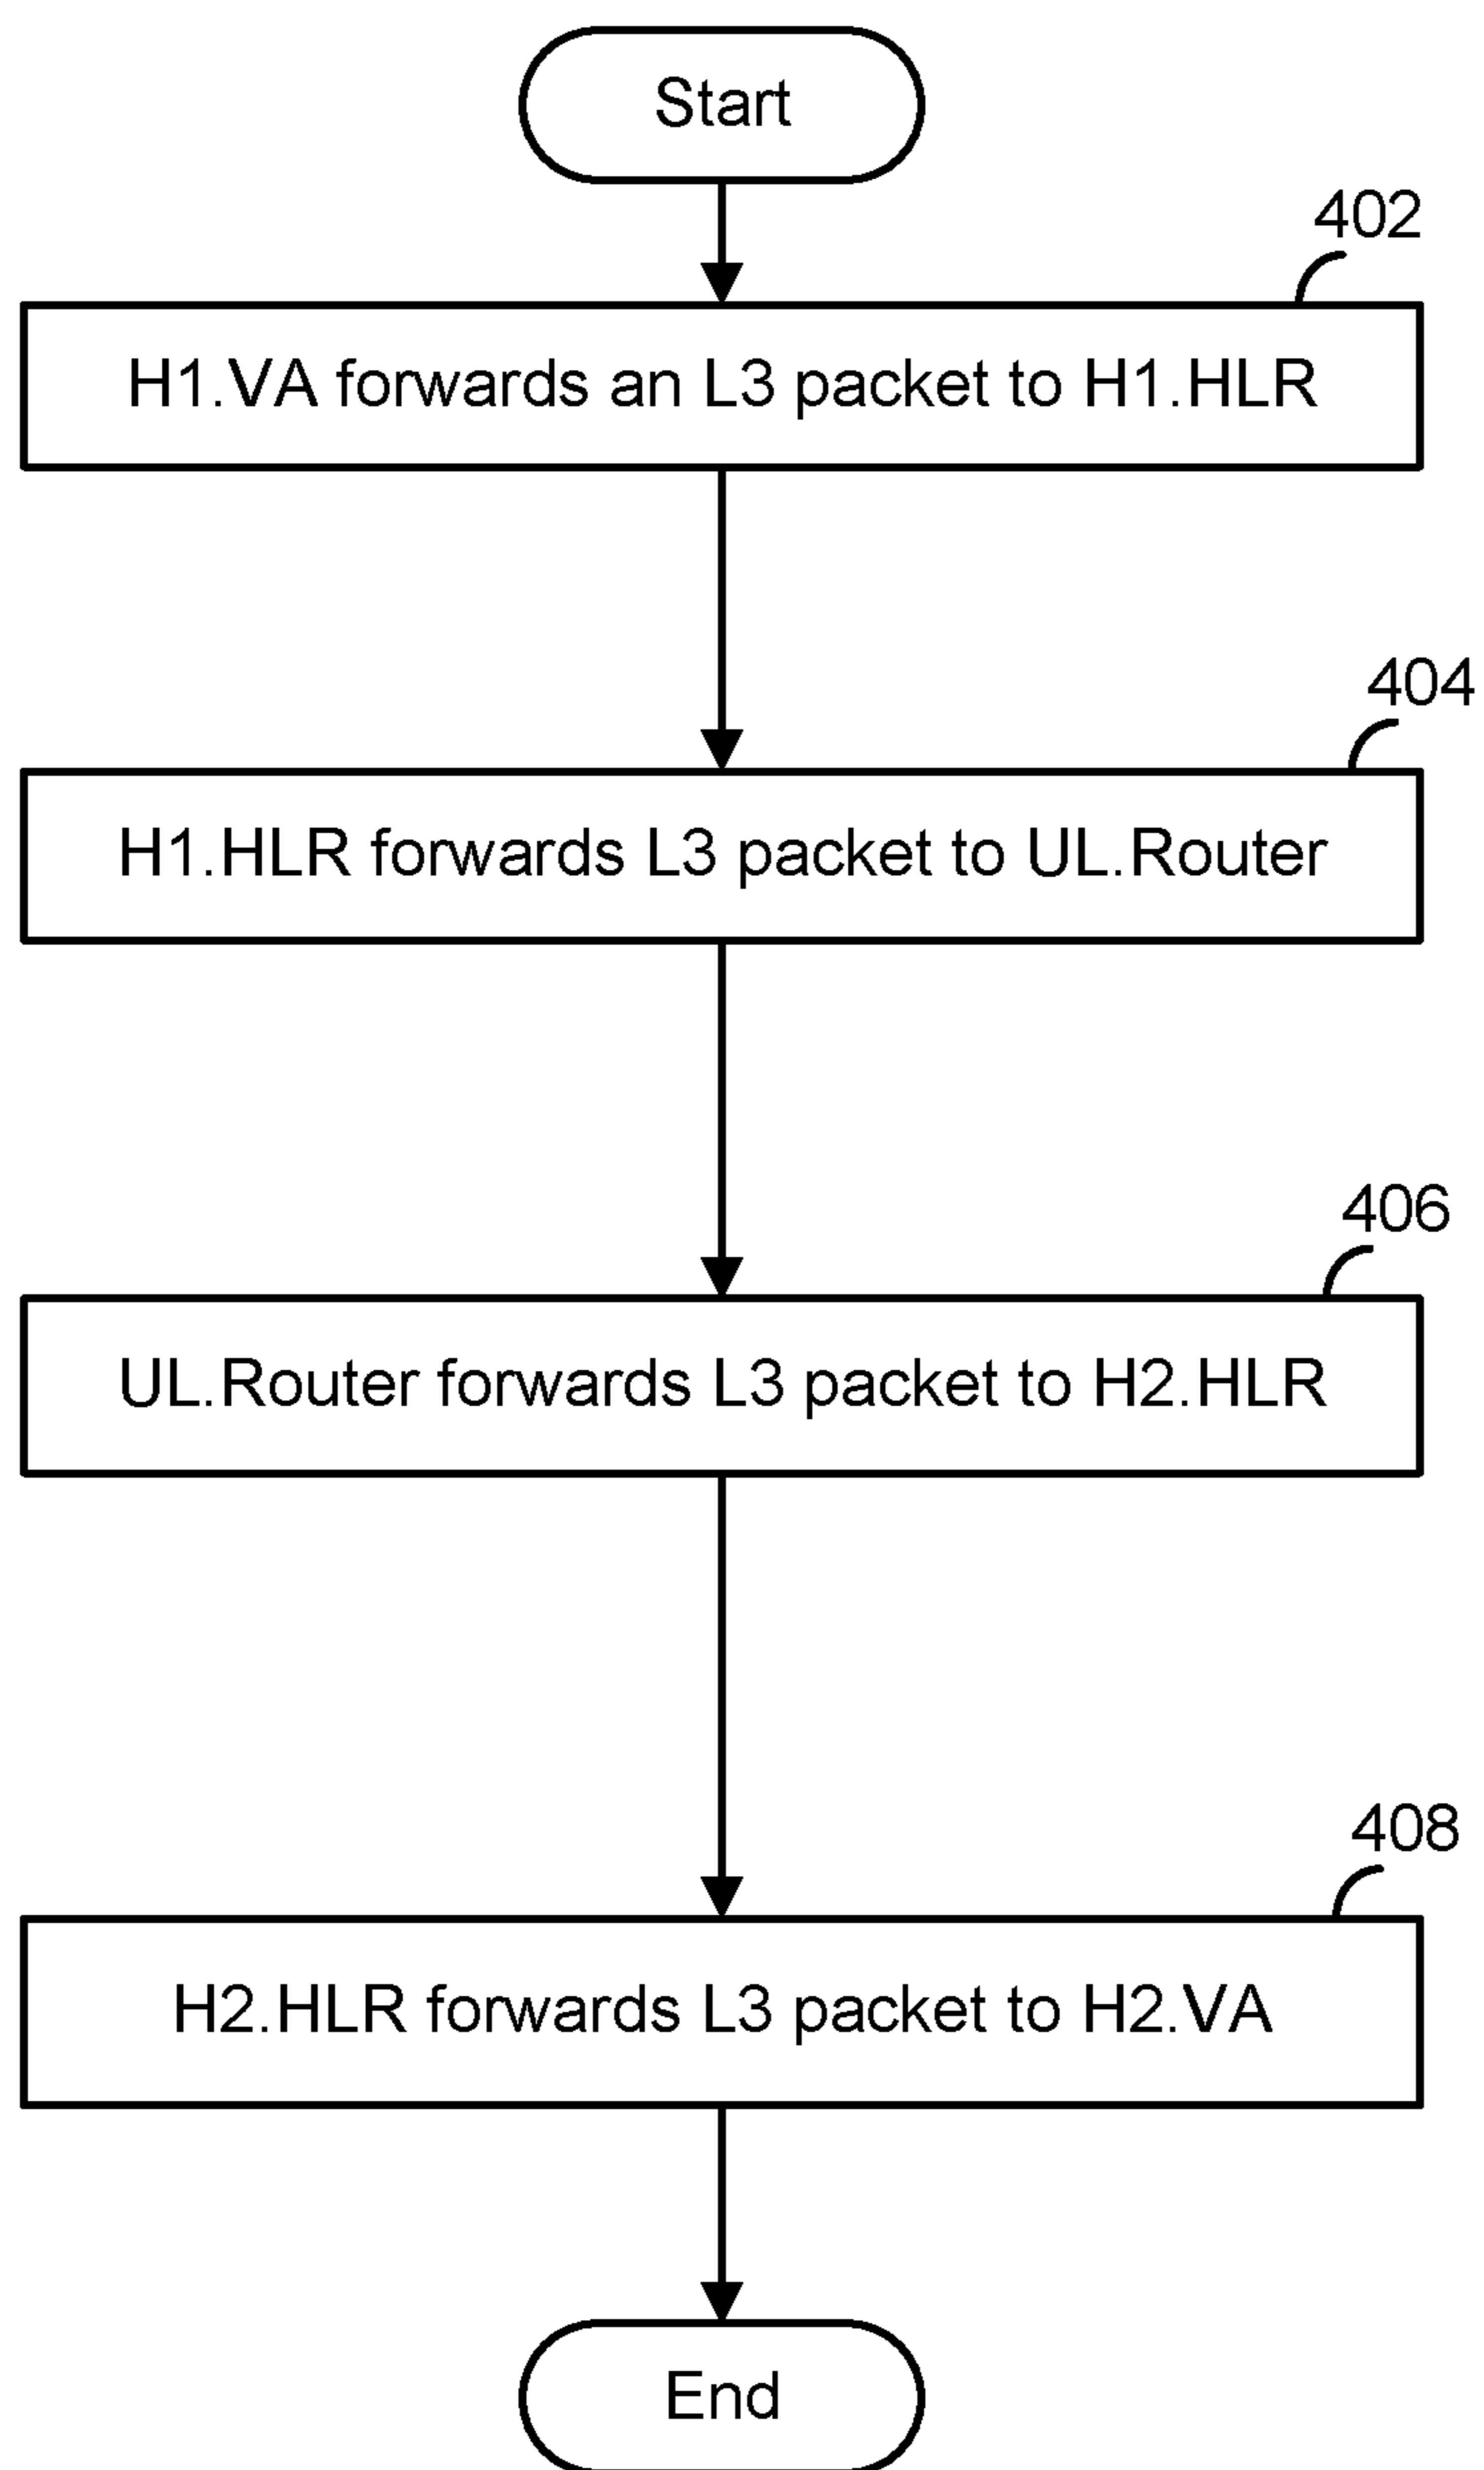 Start
402
H1.VA forwards an L3 packet to H1.HLR
404
H1.HLR forwards L3 packet to UL.Router
406
UL.Router forwards L3 packet to H2.HLR
408
H2.HLR forwards L3 packet to H2.VA
End